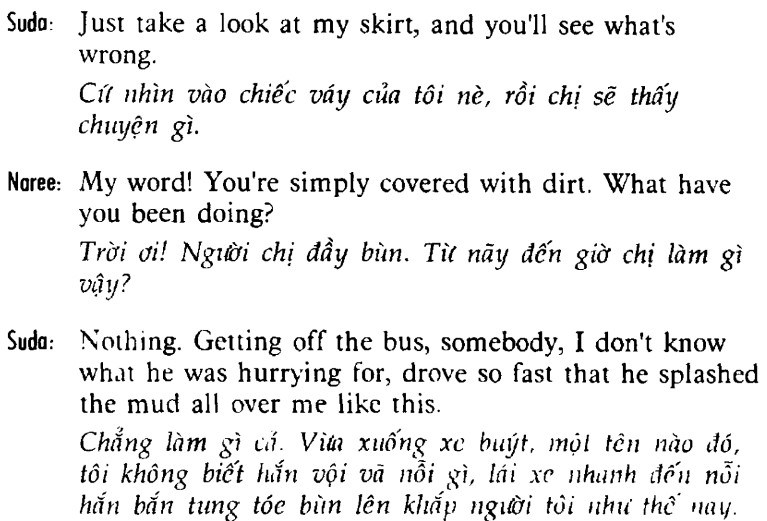 Suda: Just take a look at my skirt, and you'll see what's
wrong.
Cứ nhìn vào chiếc váy của tôi nè, rồi chị sẽ thấy
chuyện gì.
Naree: My word! You're simply covered with dirt. What have
you been doing?
Trời ơi! Người chị đầy bùn. Từ nãy đến giờ chị làm gì
vậy?
Suda: Nothing. Getting off the bus, somebody, I don't know
what he was hurrying for, drove so fast that he splashed
the mud all over me like this.
Chẳng làm gì cả. Vừa xuống xe buýt, một tên nào đó,
tôi không biết hắn vội vã nỗi gì, lái xe nhanh đến nỗi
hắn bắn tung tóe bùn lên khắp người tôi như thế này.